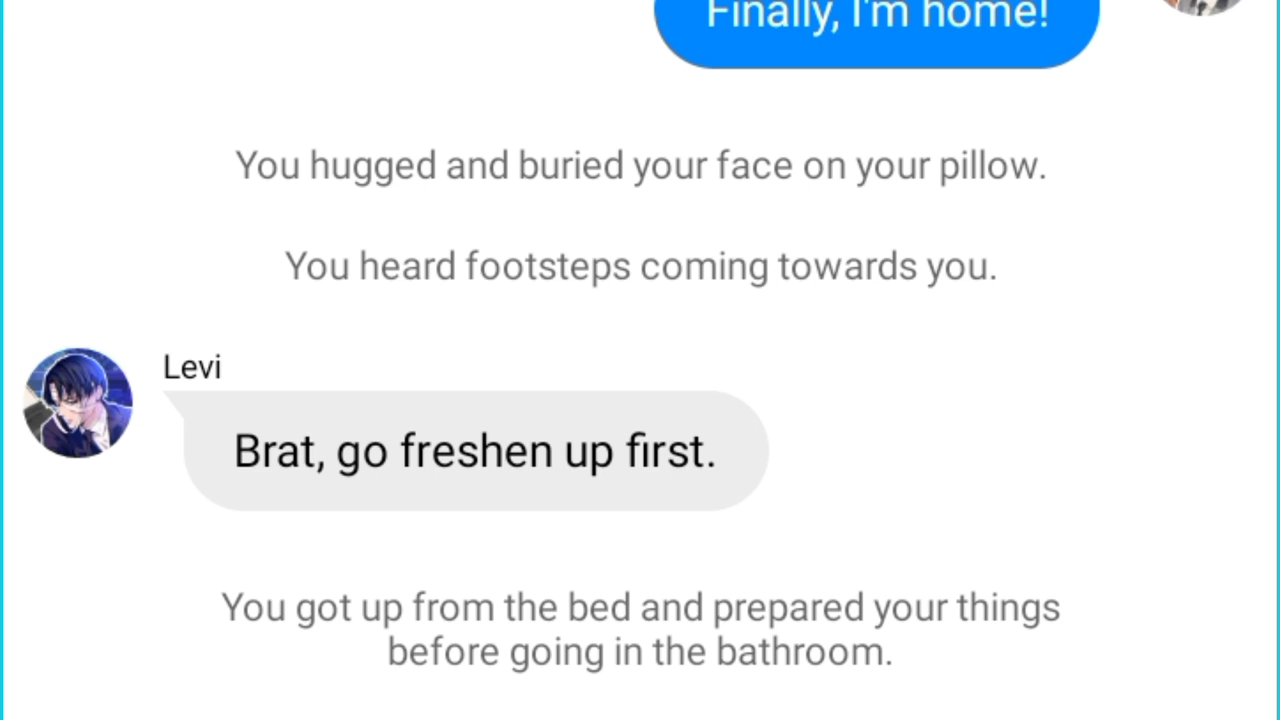 Finally, I'm home!
You hugged and buried your face on your pillow.
You heard footsteps coming towards you.
Levi
Brat, go freshen up first.
You got up from the bed and prepared your things
before going in the bathroom.